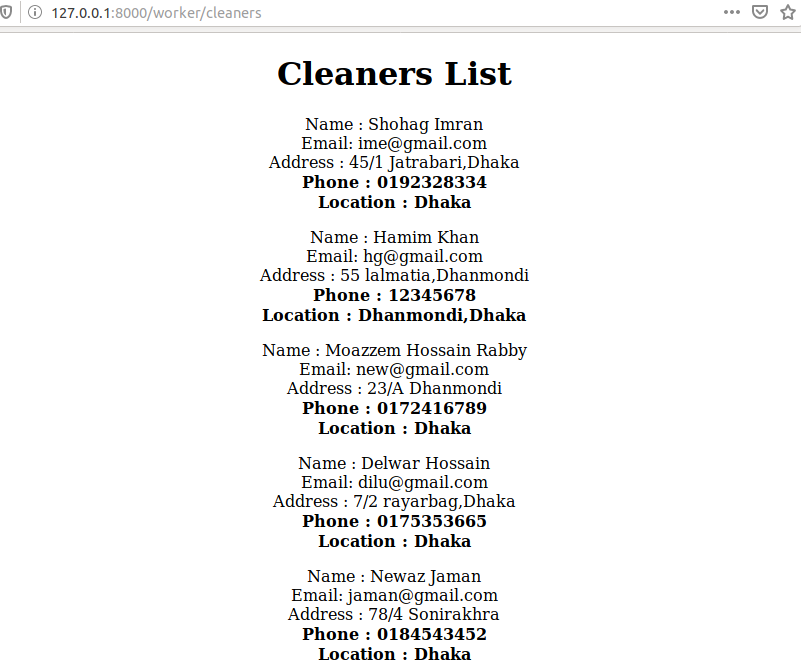 127.0.0.1:8000/worker/cleaners
Cleaners List
Name : Shohag Imran
Email: ime@gmail.com
Address : 45/1 Jatrabari,Dhaka
Phone : 0192328334
Location : Dhaka
Name : Hamim Khan
Email: hg@gmail.com
Address : 55 lalmatia,Dhanmondi
Phone : 12345678
Location : Dhanmondi,Dhaka
Name : Moazzem Hossain Rabby
Email: new@gmail.com
Address : 23/A Dhanmondi
Phone : 0172416789
Location : Dhaka
Name : Delwar Hossain
Email: dilu@gmail.com
Address : 7/2 rayarbag,Dhaka
Phone : 0175353665
Location : Dhaka
Name : Newaz Jaman
Email: jaman@gmail.com
Address : 78/4 Sonirakhra
Phone : 0184543452
Location : Dhaka